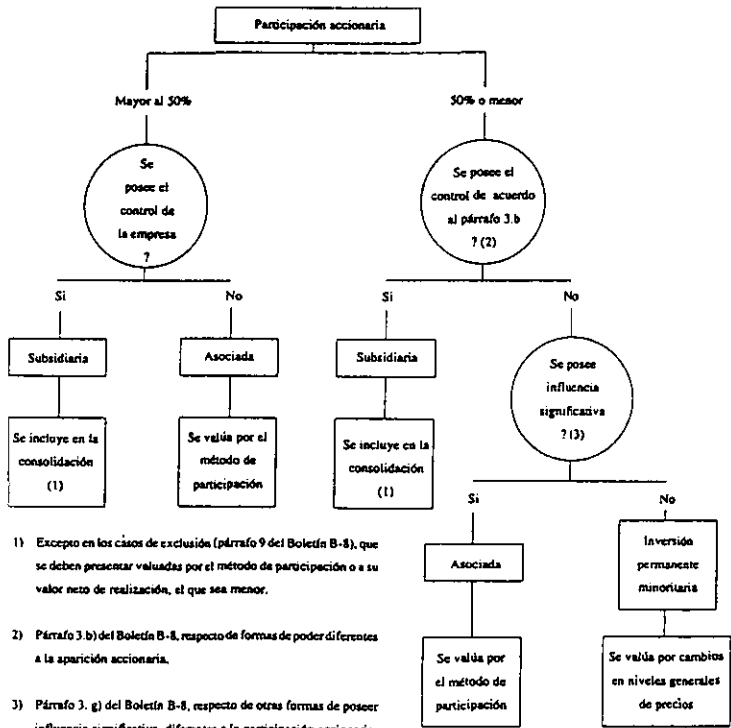 Participación accionaria
Mayor al 50%
50% o menor
Se
posee el
control de
la empresa
?
Se posee el
control de acuerdo
al párrafo 3.b
? (2)
Si
No
Si
No
Subsidiaria
Asociada
Subsidiaria
Se posee
influencia
significativa
? (3)
Se incluye en la
consolidación
(1)
Se valúa por el
método de
participación
Se incluye en la
consolidación
(1)
Si
No
Asociada
Inversión
permanente
minoritaria
Se valúa por
el método de
participación
Se valúa por cambios
en niveles generales
de precios
1) Excepto en los casos de exclusión (párrafo 9 del Boletín B-8), que
se deben presentar valuadas por el método de participación o a su
valor neto de realización, el que sea menor.
2) Párrafo 3.b) del Boletín B-8, respecto de formas de poder diferentes
a la aparición accionaria.
3) Párrafo 3. g) del Boletín B-8, respecto de otras formas de poseer
influencia significativa, diferentes a la participación accionaria.